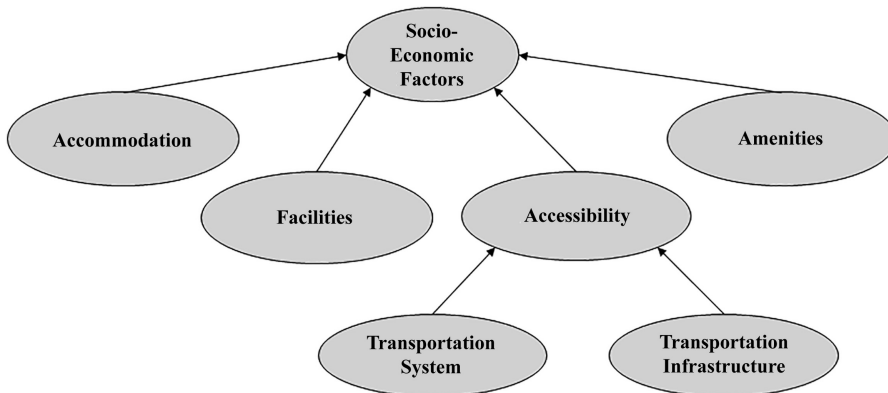 Socio-
Economic
Factors
Accommodation
Amenities
Facilities
Accessibility
Transportation
System
Transportation
Infrastructure